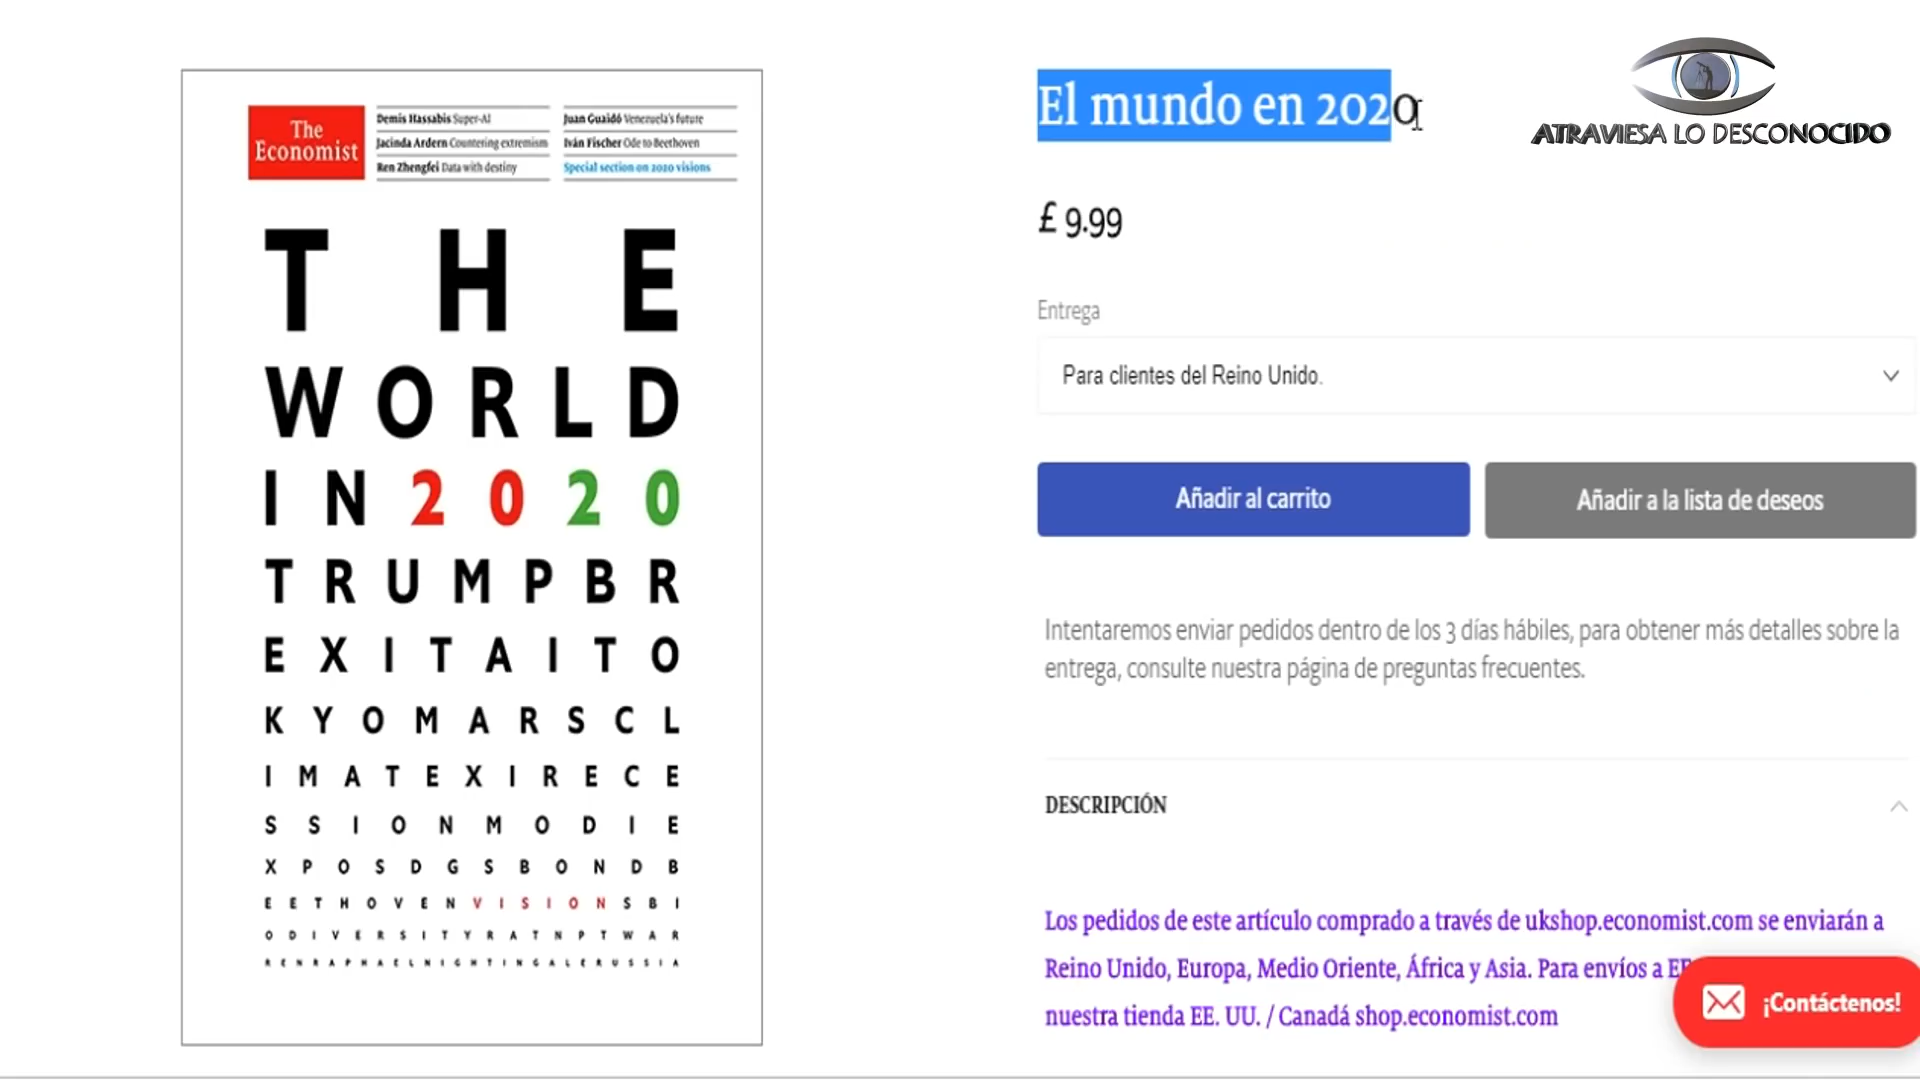 The
Economist
Demis Hassabis Super-AI
Jacinda Ardern Countering extremism
Ren Zhengfei Data with destiny
Juan Guaidó Venezuela's future
Iván Fischer Ode to Beethoven
Special section on 2020 visions
T H E
W O R L D
I N 2 0 2 0
T R U M P B R
E X I T A I T O
K Y O M A R S C L
I M A T E X I R E C E
S S I O N M O D I E
X P O S D G S B O N D B
E E T H O V E N V I S I O N S B I
O D I V E R S I T Y R A T N P T W A R
R E N R A P H A E L N I G H T I N G A L E R U S S I A
El mundo en 2020
ATRAVIESA LO DESCONOCIDO
£ 9.99
Entrega
Para clientes del Reino Unido.
Añadir al carrito
Añadir a la lista de deseos
Intentaremos enviar pedidos dentro de los 3 días hábiles, para obtener más detalles sobre la
entrega, consulte nuestra página de preguntas frecuentes.
DESCRIPCIÓN
Los pedidos de este artículo comprado a través de ukshop.economist.com se enviarán a
Reino Unido, Europa, Medio Oriente, África y Asia. Para envíos a
nuestra tienda EE. UU. / Canadá shop.economist.com
¡Contáctenos!